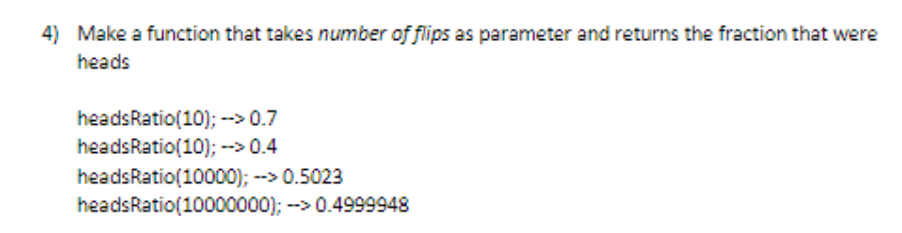 4) Make a function that takes number of flips as parameter and returns the fraction that were
heads
headsRatio(10); --> 0.7
headsRatio(10); --> 0.4
headsRatio(10000); --> 0.5023
headsRatio(10000000); --> 0.4999948